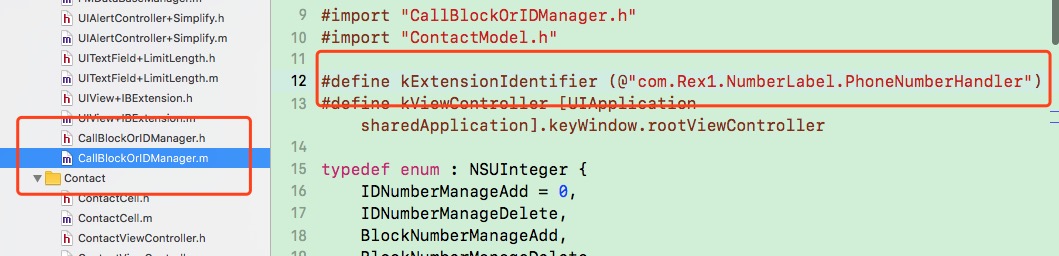 FMDataBaseManager.m
UIAlertController+Simplify.h
UIAlertController+Simplify.m
UITextField+LimitLength.h
UITextField+LimitLength.m
UIView+IBExtension.h
UIView+IBExtension.m
CallBlockOrIDManager.h
CallBlockOrIDManager.m
Contact
ContactCell.h
ContactCell.m
ContactViewController.h
9 #import "CallBlockOrIDManager.h"
10 #import "ContactModel.h"
11
12 #define kExtensionIdentifier (@"com.Rex1.NumberLabel.PhoneNumberHandler")
13 #define kViewController [UIApplication
sharedApplication].keyWindow.rootViewController
14
15 typedef enum : NSUInteger {
16 IDNumberManageAdd = 0,
17 IDNumberManageDelete,
18 BlockNumberManageAdd,
19 BlockNumberManageDelete